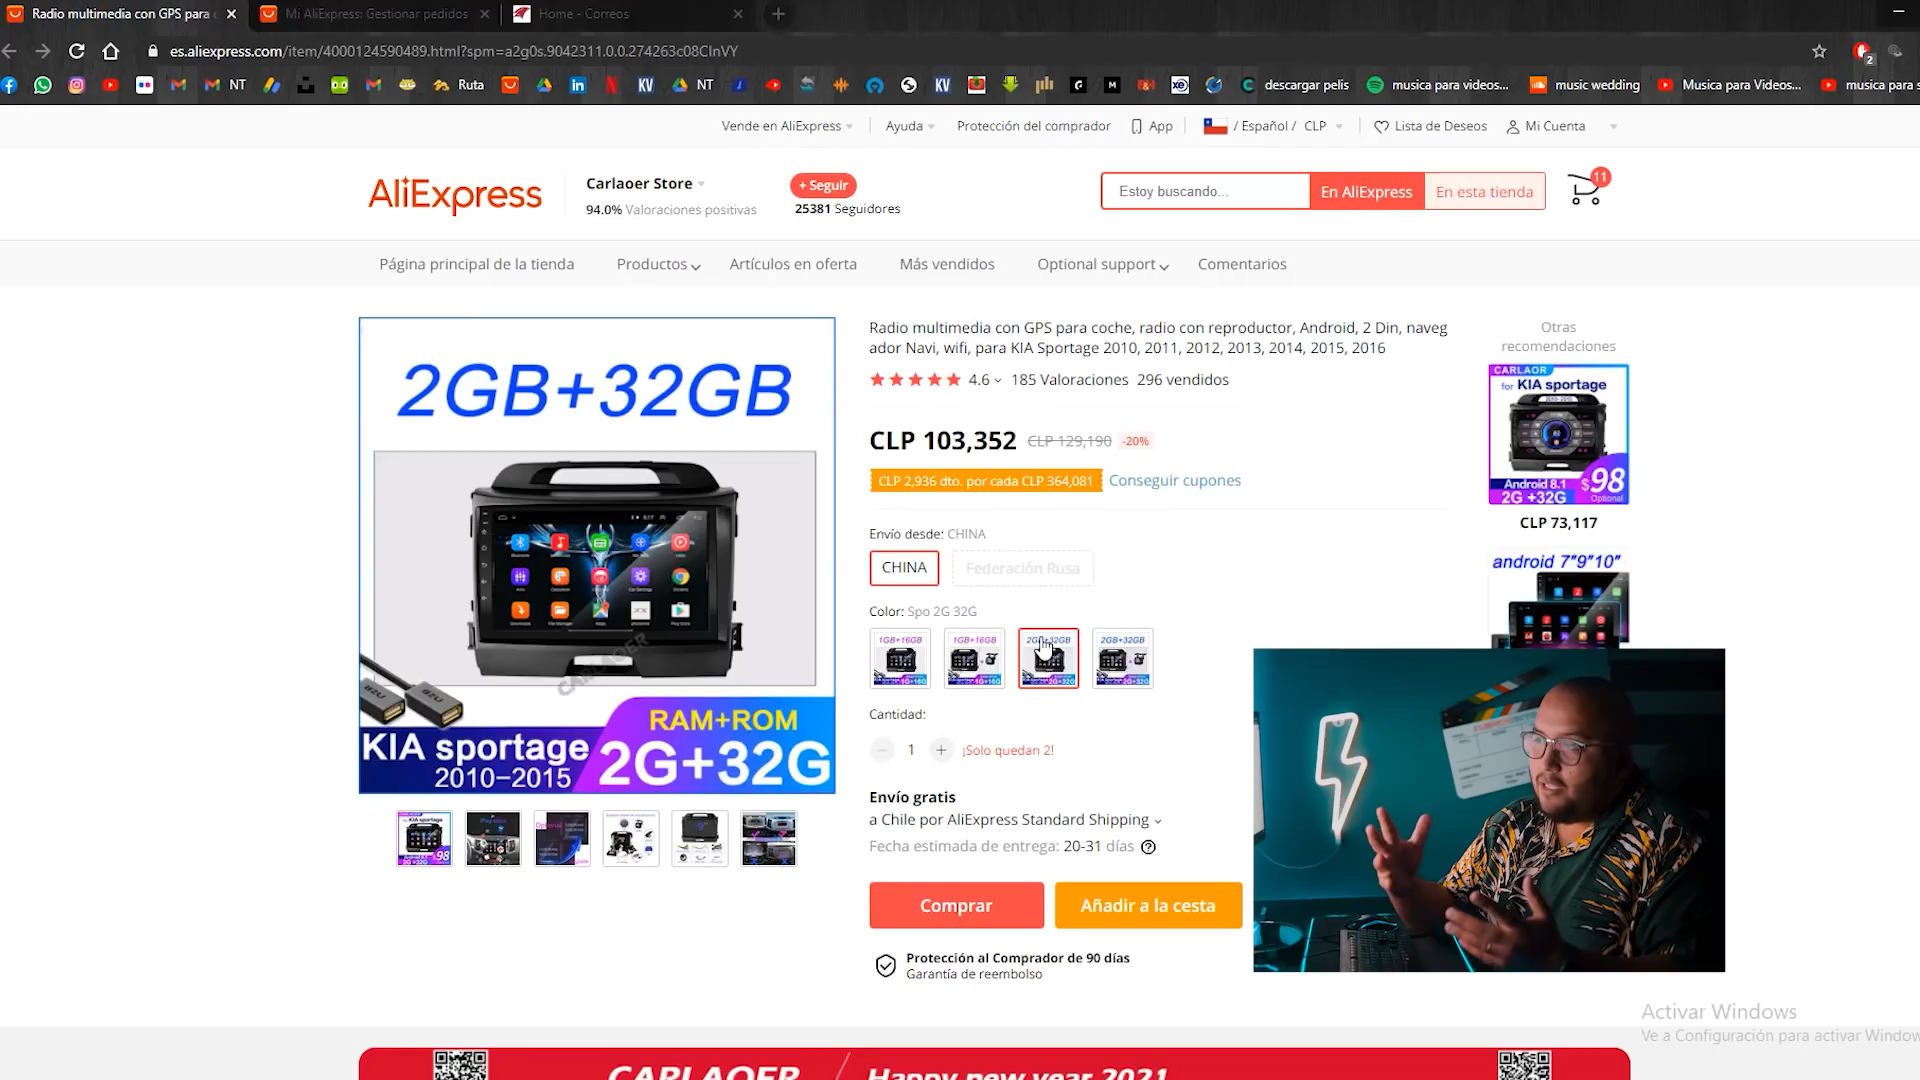 Radio multimedia con GPS para c
Mi AliExpress: Gestionar pedidos
Home - Correos
es.aliexpress.com/item/4000124590489.html?spm=a2g0s.9042311.0.0.274263c08CInVY
2
NT
Ruta
KV
NT
KV
descargar pelis
musica para videos...
music wedding
Musica para Videos...
musica para s
Vende en AliExpress
Ayuda
Protección del comprador
App
/ Español /
CLP
Lista de Deseos
Mi Cuenta
AliExpress
Carlaoer Store
94.0% Valoraciones positivas
+ Seguir
25381 Seguidores
Estoy buscando...
En AliExpress
En esta tienda
11
Página principal de la tienda
Productos
Artículos en oferta
Más vendidos
Optional support
Comentarios
2GB+32GB
RAM+ROM
KIA sportage
2010-2015
2G+32G
Radio multimedia con GPS para coche, radio con reproductor, Android, 2 Din, naveg
ador Navi, wifi, para KIA Sportage 2010, 2011, 2012, 2013, 2014, 2015, 2016
4.6
185 Valoraciones
296 vendidos
CLP 103,352
CLP 129,190
-20%
CLP 2,936 dto. por cada CLP 364,081
Conseguir cupones
Envío desde: CHINA
CHINA
Federación Rusa
Color: Spo 2G 32G
1GB+16GB
1GB+16GB
2GB+32GB
2GB+32GB
Cantidad:
1
¡Solo quedan 2!
Envío gratis
a Chile por AliExpress Standard Shipping
Fecha estimada de entrega: 20-31 días
Comprar
Añadir a la cesta
Protección al Comprador de 90 días
Garantía de reembolso
Otras
recomendaciones
CARLAOR
for KIA sportage
Android 8.1
2G +32G
$98
Optional
CLP 73,117
android 7"9"10"
Activar Windows
Ve a Configuración para activar Window
CARLAOER
Happy new year 2021